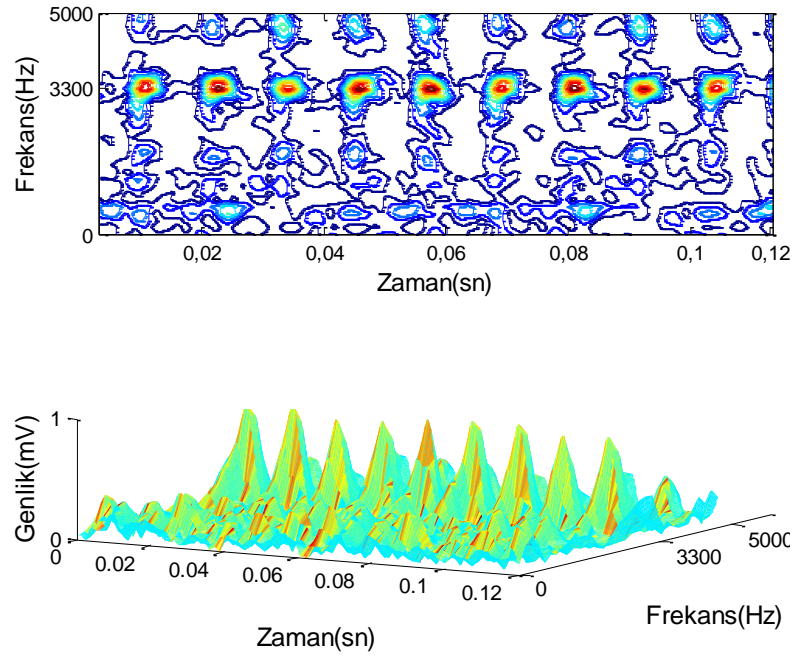 5000
3300
0
Frekans(Hz)
0,02 0,04 0,06 0,08 0,1 0,12
Zaman(sn)
1
0
Genlik(mV)
0 0.02 0.04 0.06 0.08 0.1 0.12
0 3300 5000
Zaman(sn)
Frekans(Hz)